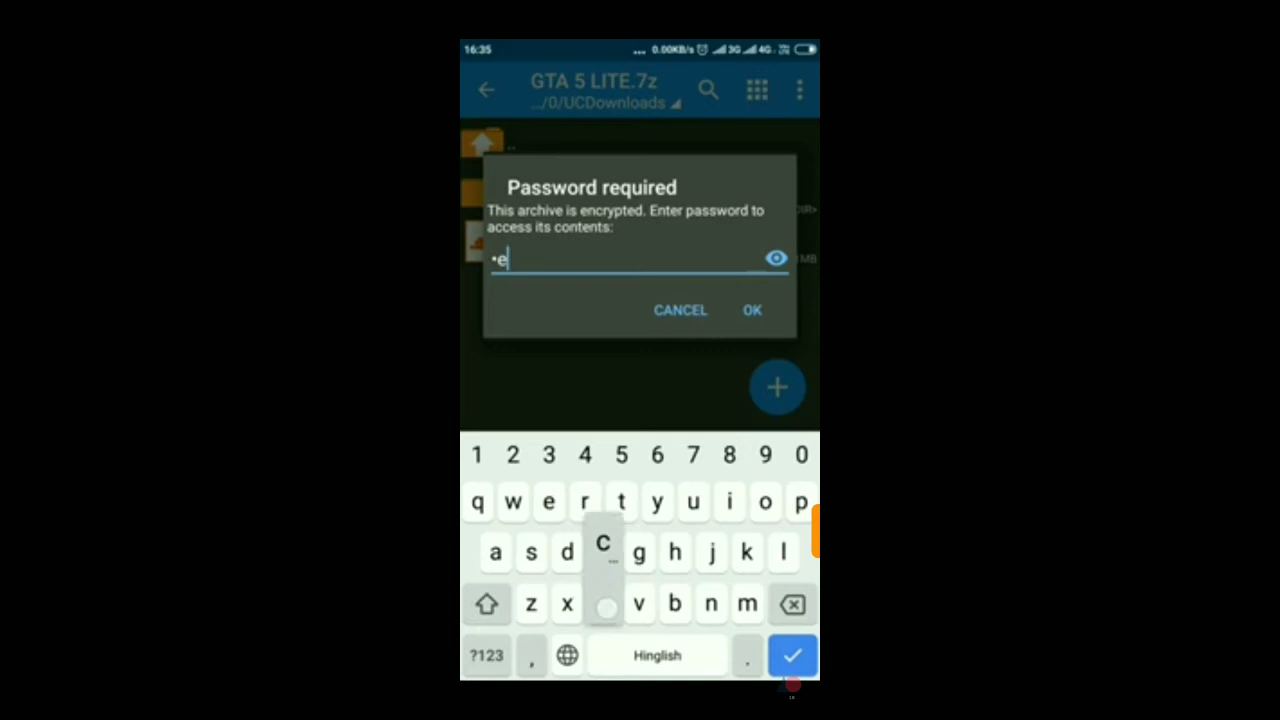 16:35
... 0.00KB/s 3G 4G
GTA 5 LITE.7z
.../0/UCDownloads
..
Password required
This archive is encrypted. Enter password to
access its contents:
•e
CANCEL OK
1 2 3 4 5 6 7 8 9 0
q w e r t y u i o p
a s d c g h j k l
...
z x v b n m
?123 , Hinglish .